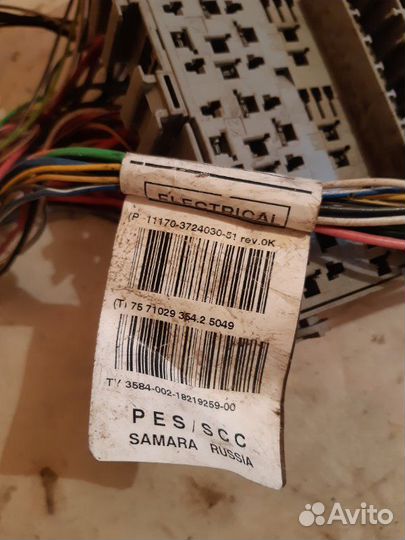 ELECTRICAL
(P 11170-3724030-51 rev.0K
(T) 75 71029 354.2 5049
ТУ 3584-002-18219259-00
PES/SCC
SAMARA RUSSIA
Avito